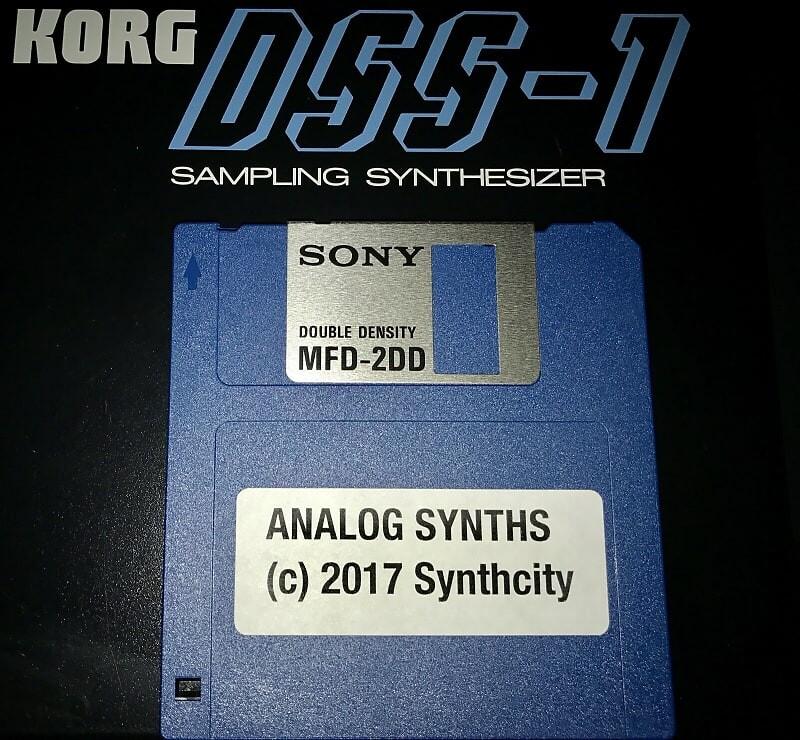 KORG DSS-1
SAMPLING SYNTHESIZER
SONY
DOUBLE DENSITY
MFD-2DD
ANALOG SYNTHS
(c) 2017 Synthcity